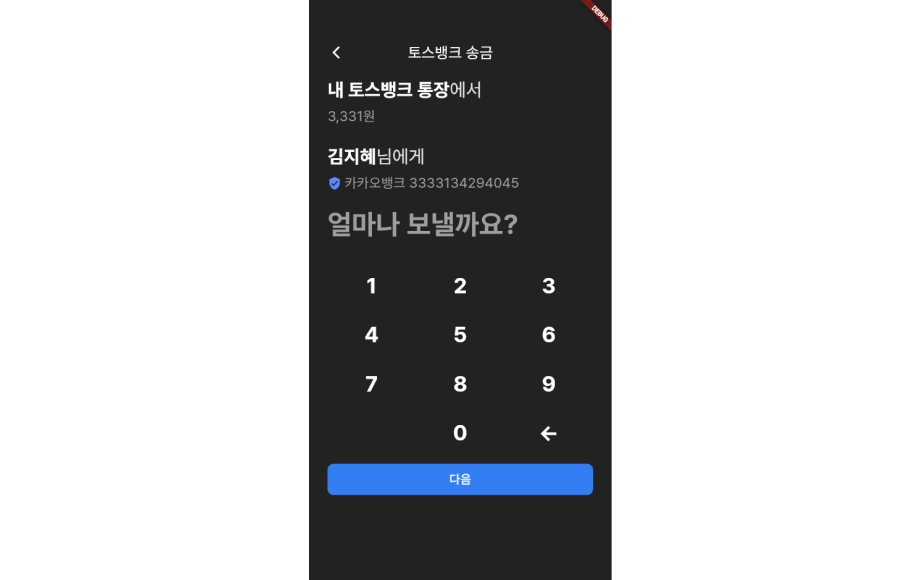 DEBUG
토스뱅크 송금
내 토스뱅크 통장에서
3,331원
김지혜님에게
카카오뱅크 3333134294045
얼마나 보낼까요?
1 2 3
4 5 6
7 8 9
0 ←
다음